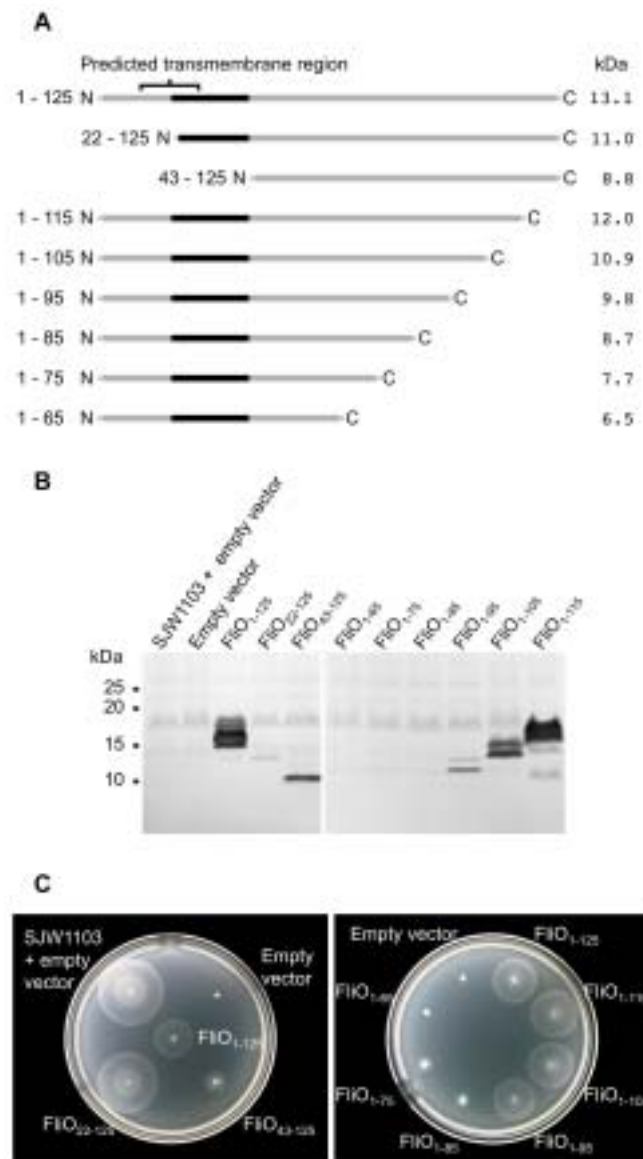 A
Predicted transmembrane region kDa
1 - 125 N C 13.1
22 - 125 N C 11.0
43 - 125 N C 8.8
1 - 115 N C 12.0
1 - 105 N C 10.9
1 - 95 N C 9.8
1 - 85 N C 8.7
1 - 75 N C 7.7
1 - 65 N C 6.5
B
SJW1103 + empty vector
Empty vector
FliO1-125
FliO22-125
FliO43-125
FliO1-65
FliO1-75
FliO1-85
FliO1-95
FliO1-105
FliO1-115
kDa
25
20
15
10
C
SJW1103
+ empty
vector
Empty
vector
FliO1-125
FliO22-125
FliO43-125
Empty vector
FliO1-125
FliO1-65
FliO1-11
FliO1-75
FliO1-10
FliO1-85
FliO1-95